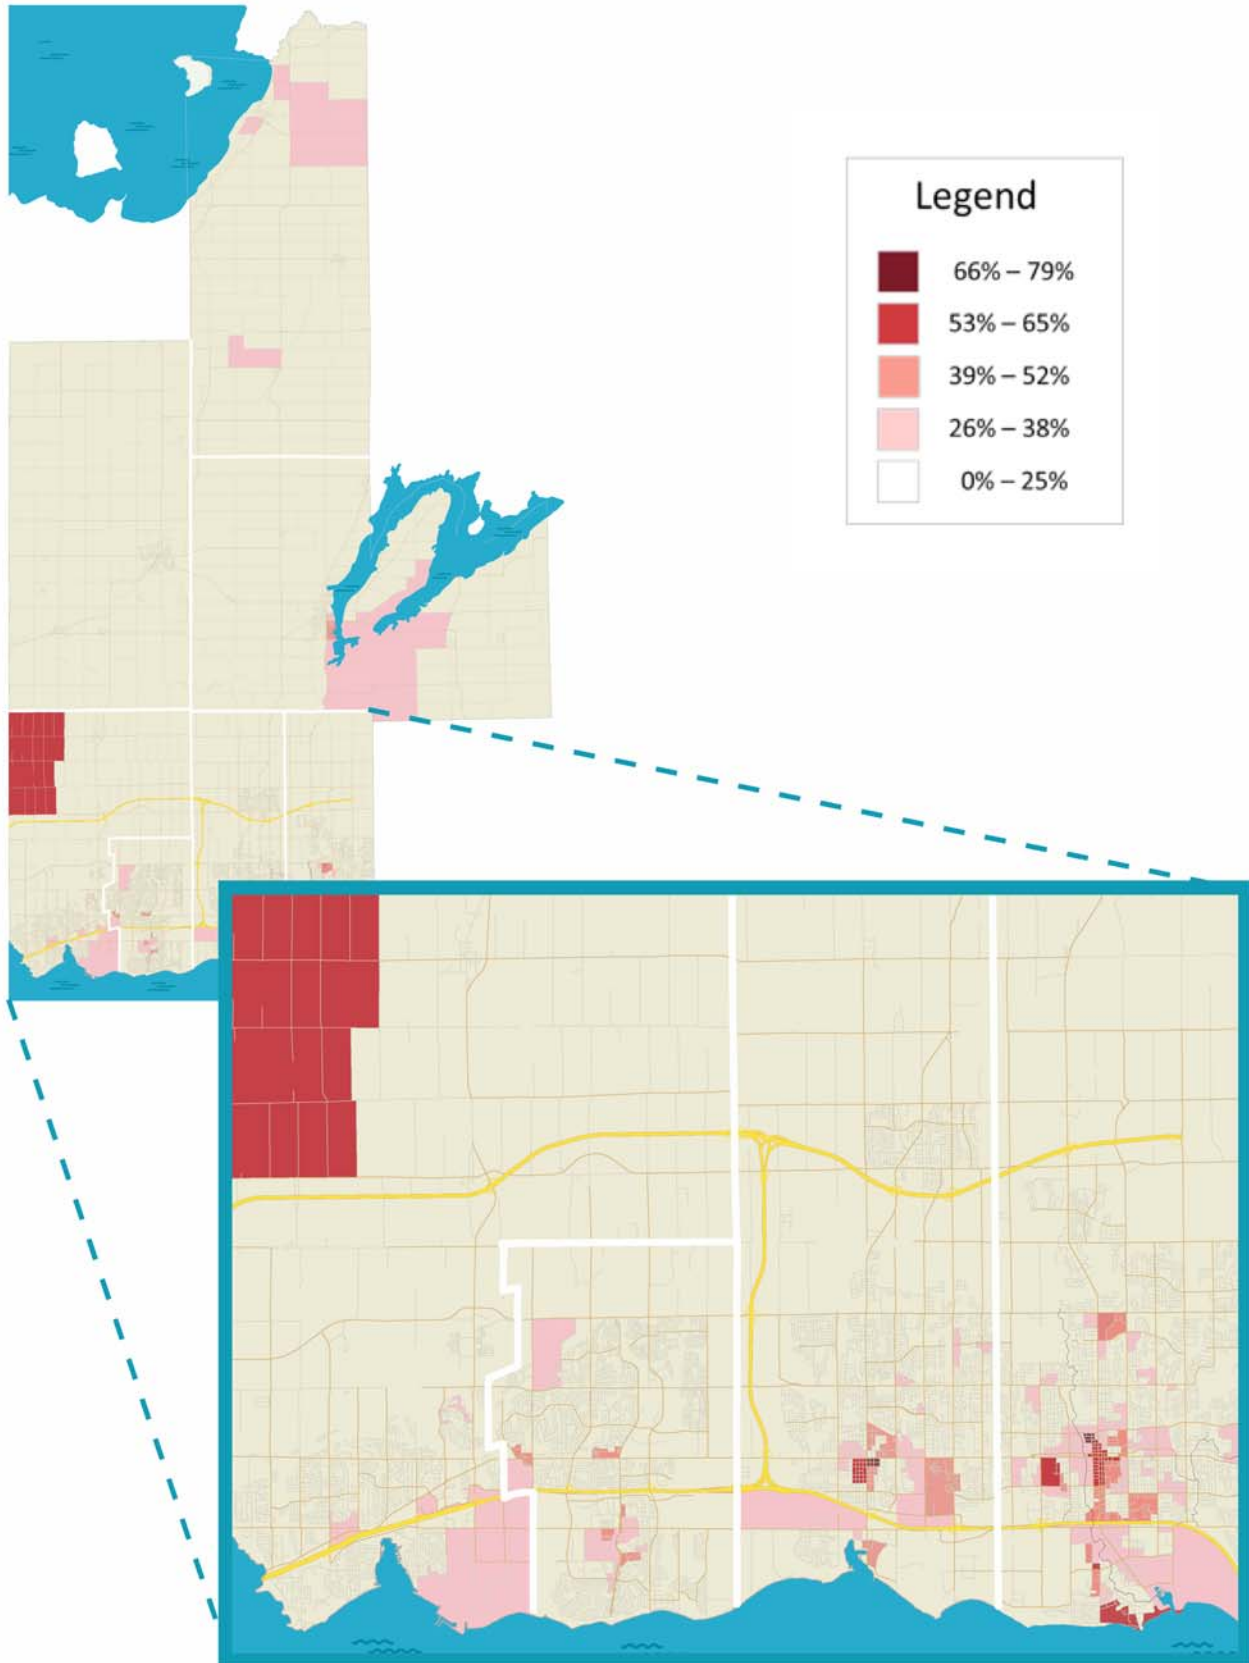 Legend
66% – 79%
53% – 65%
39% – 52%
26% – 38%
0% – 25%